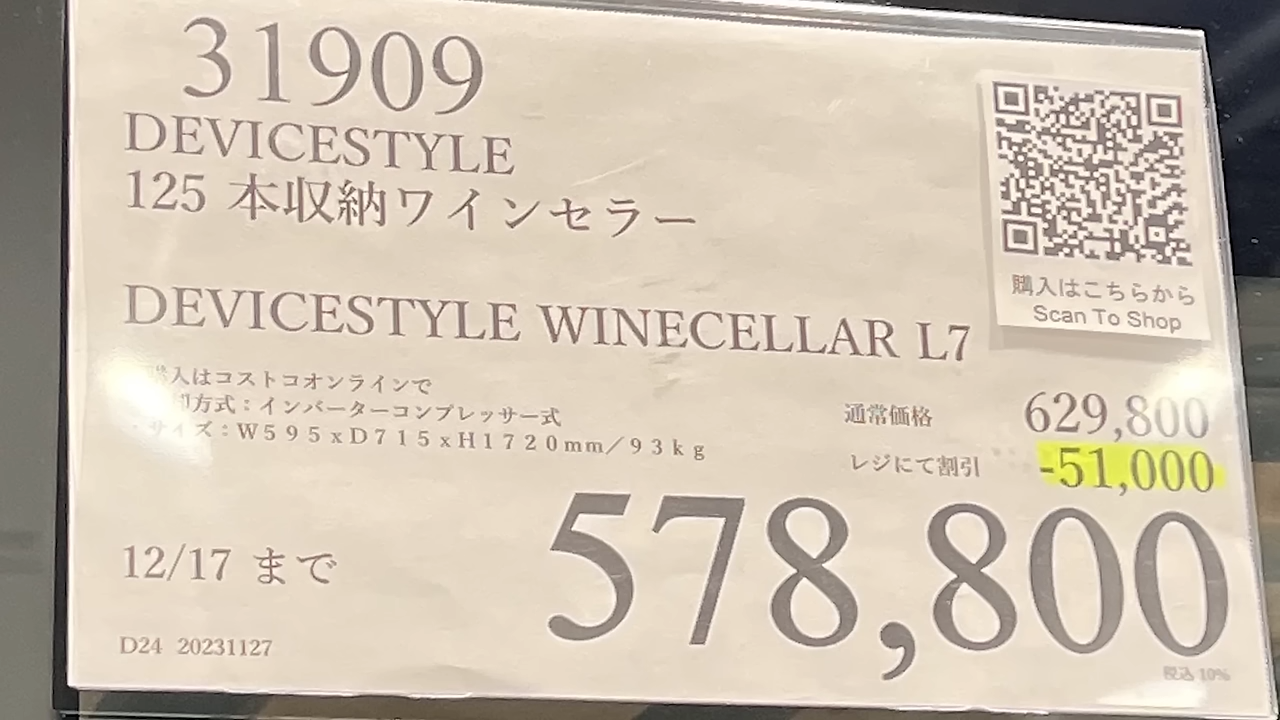 31909
DEVICESTYLE
125 本収納ワインセラー
DEVICESTYLE WINECELLAR L7
購入はこちらから
Scan To Shop
入はコストコオンラインで
方式：インバーターコンプレッサー式
・サイズ：W595xD715xH1720mm／93kg
通常価格 629,800
レジにて割引 -51,000
578,800
12/17 まで
D24 20231127
税込 10%